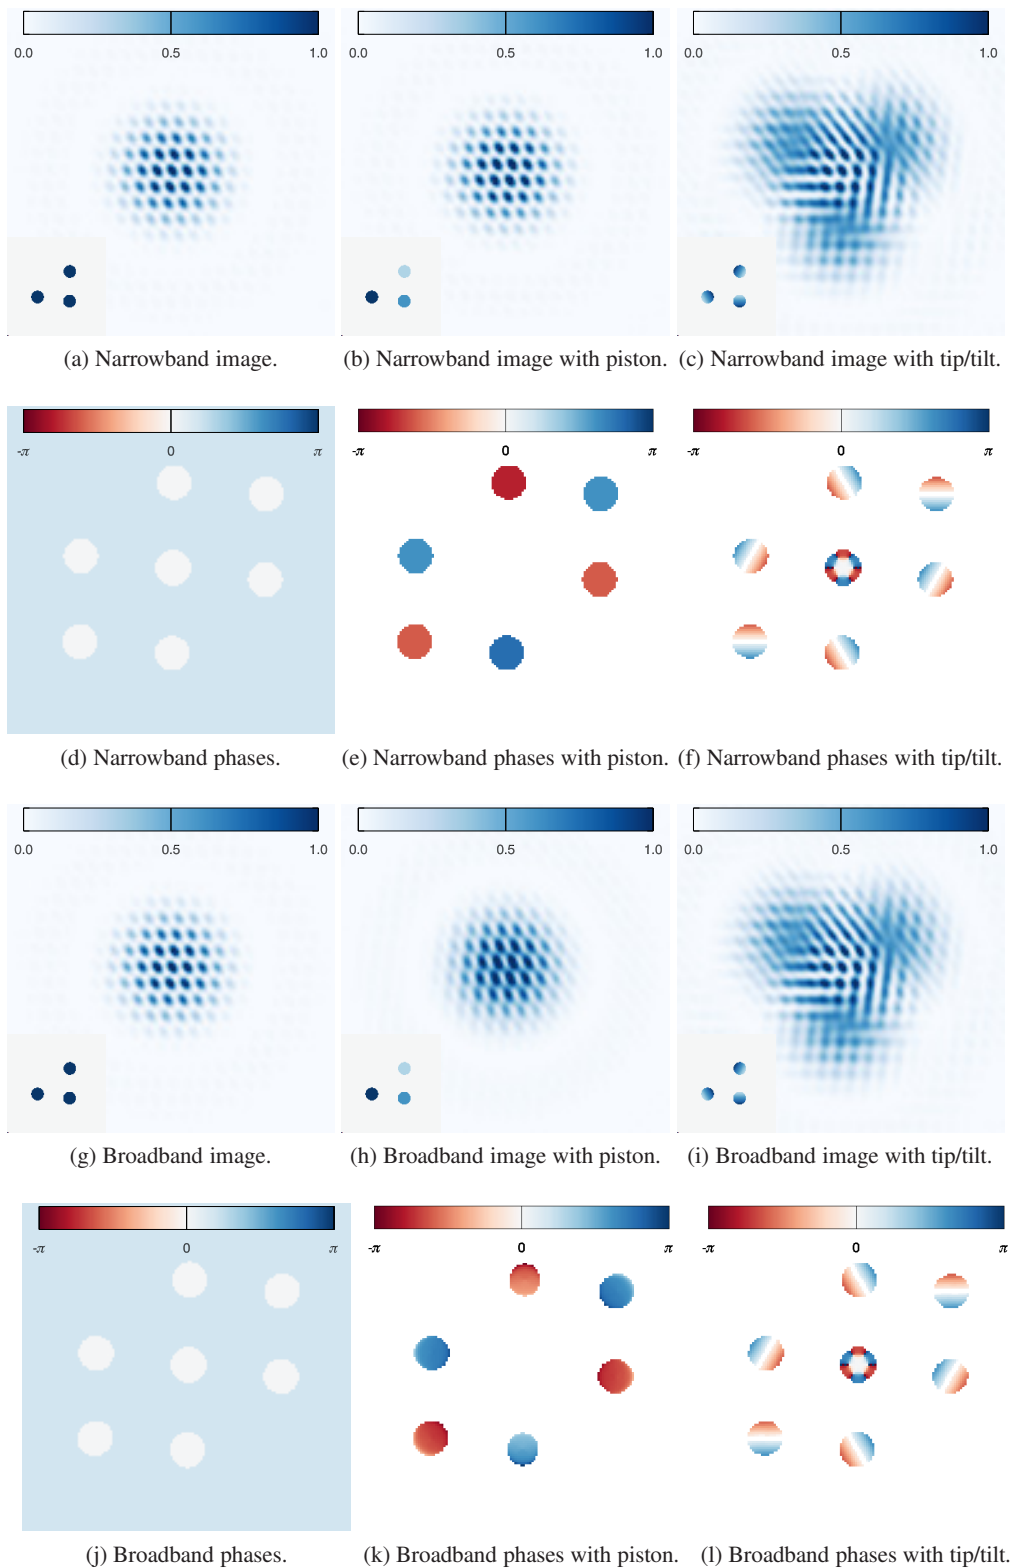 0.0 0.5 1.0 0.0 0.5 1.0 0.0 0.5 1.0
(a) Narrowband image. (b) Narrowband image with piston. (c) Narrowband image with tip/tilt.
-π 0 π -π 0 π -π 0 π
(d) Narrowband phases. (e) Narrowband phases with piston. (f) Narrowband phases with tip/tilt.
0.0 0.5 1.0 0.0 0.5 1.0 0.0 0.5 1.0
(g) Broadband image. (h) Broadband image with piston. (i) Broadband image with tip/tilt.
-π 0 π -π 0 π -π 0 π
(j) Broadband phases. (k) Broadband phases with piston. (l) Broadband phases with tip/tilt.